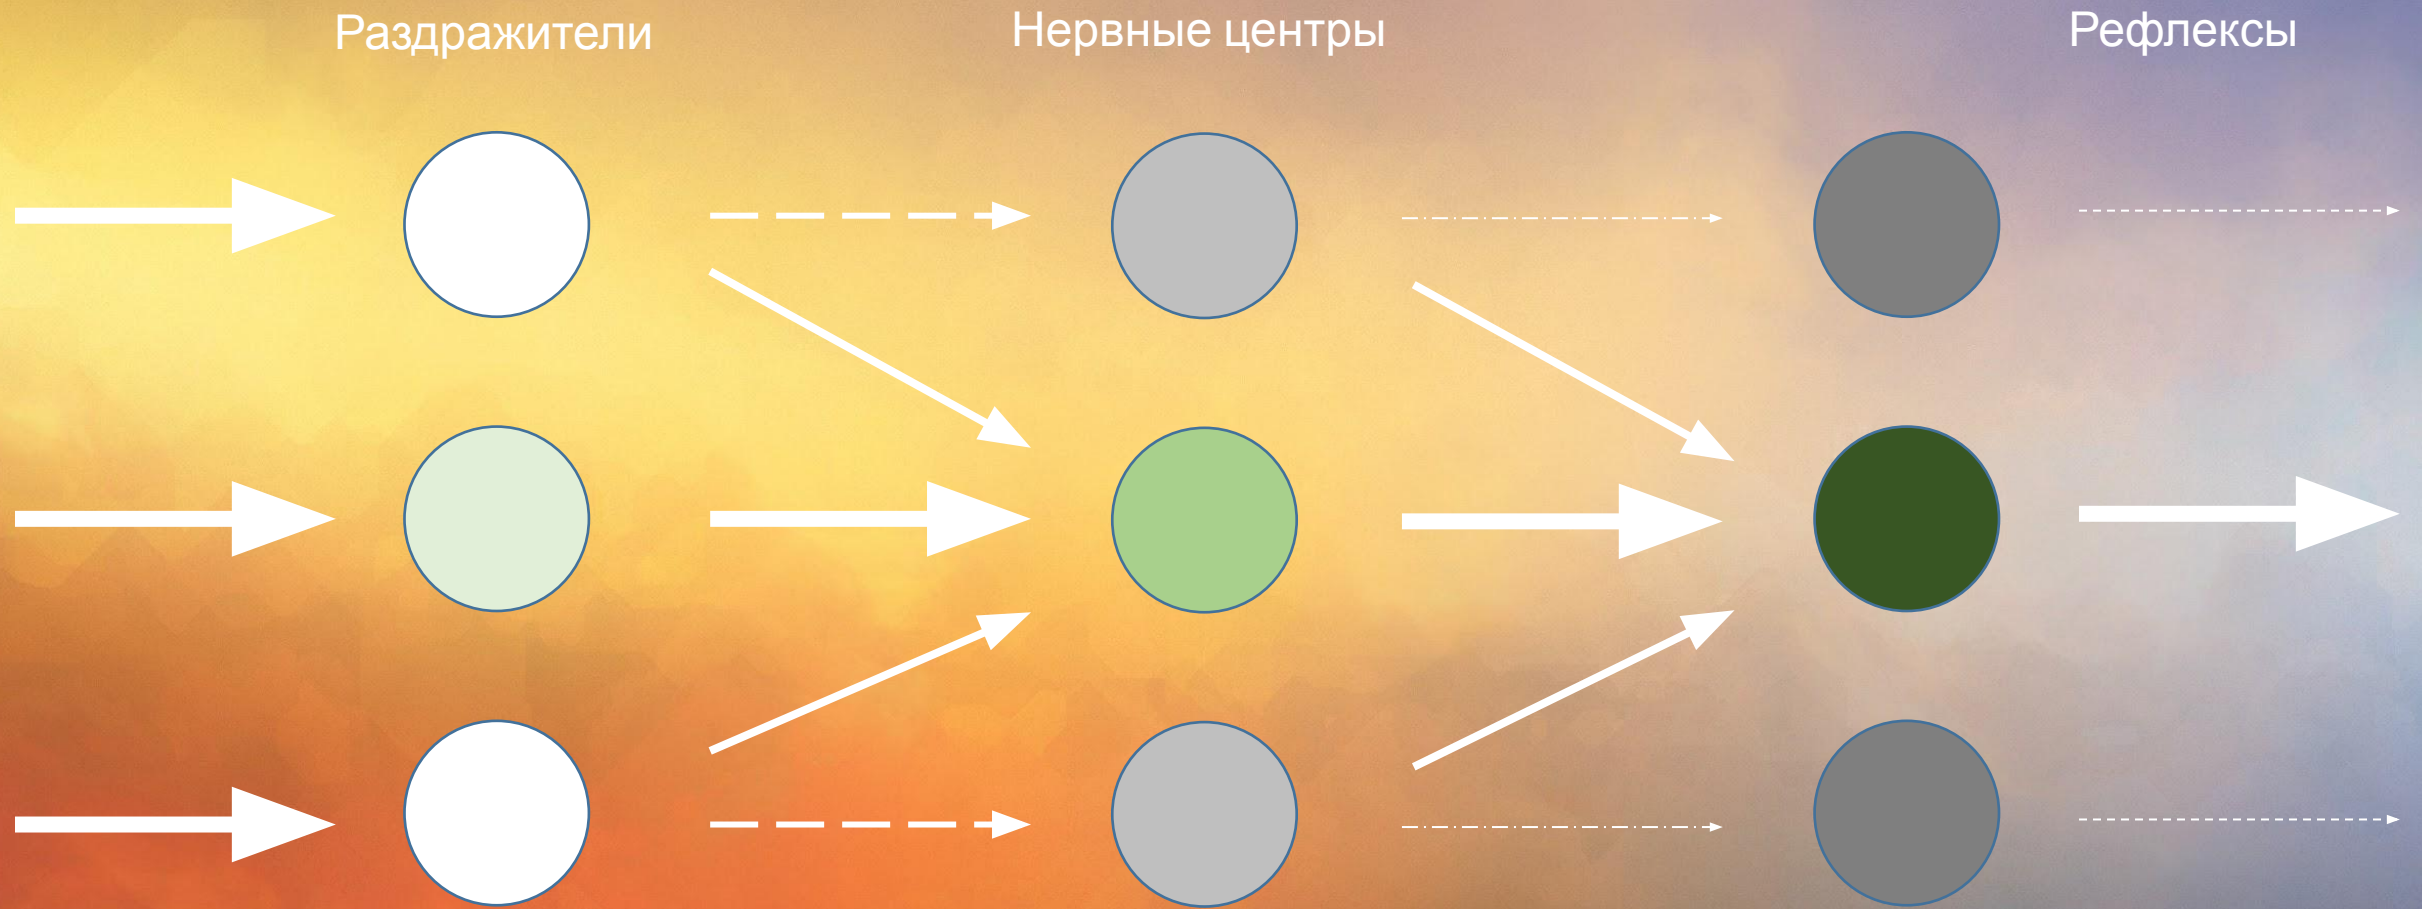 Раздражители
Нервные центры
Рефлексы